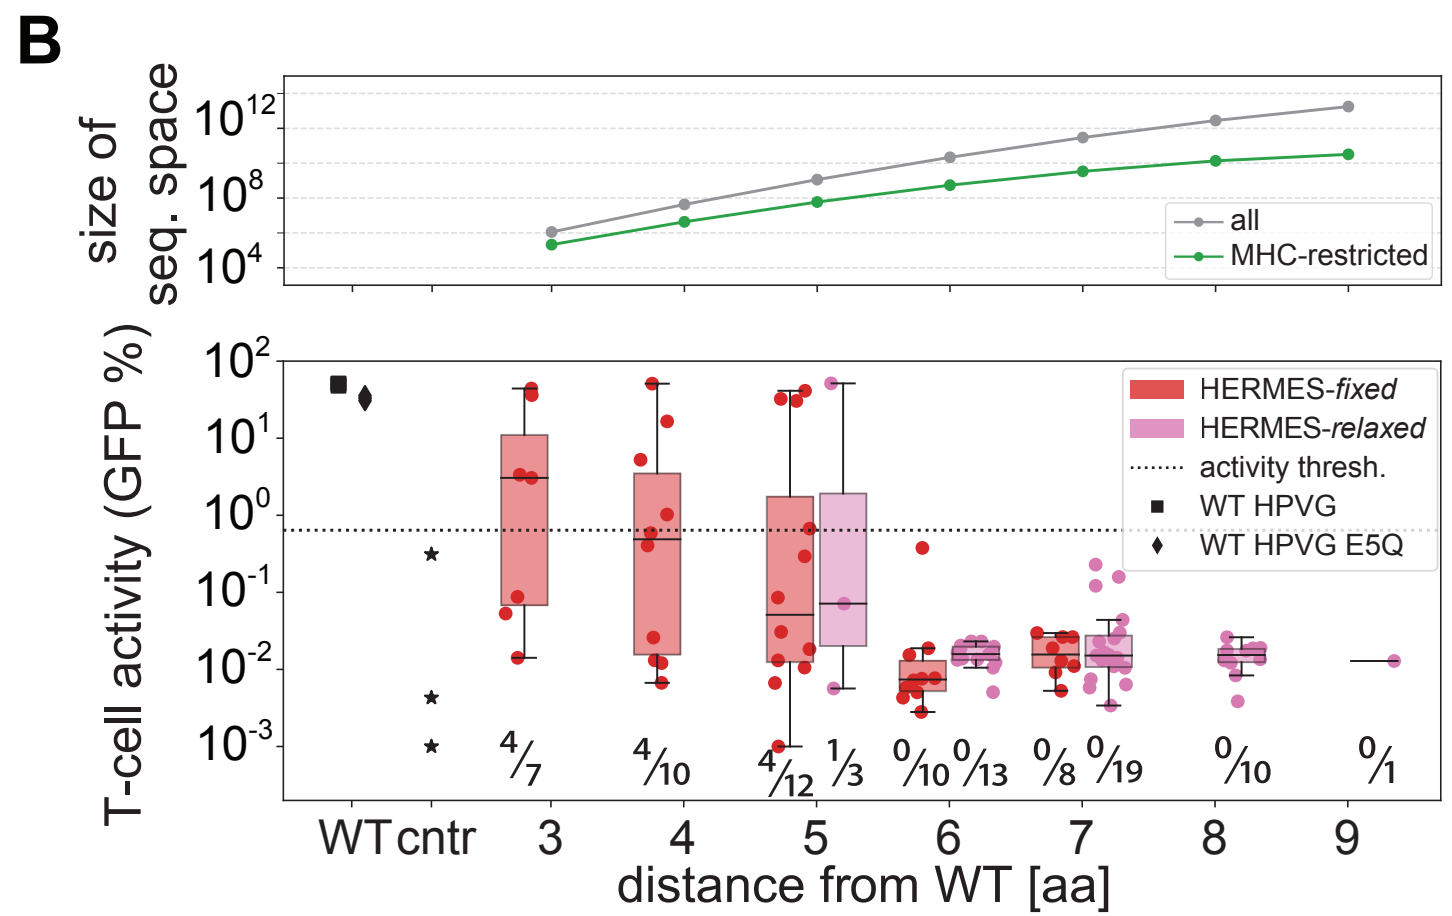 B
size of
seq. space
10^12
10^8
10^4
all
MHC-restricted
T-cell activity (GFP %)
10^2
10^1
10^0
10^-1
10^-2
10^-3
HERMES-fixed
HERMES-relaxed
activity thresh.
WT HPVG
WT HPVG E5Q
4/7
4/10
4/12
1/3
0/10
0/13
0/8
0/19
0/10
0/1
WT cntr 3 4 5 6 7 8 9
distance from WT [aa]